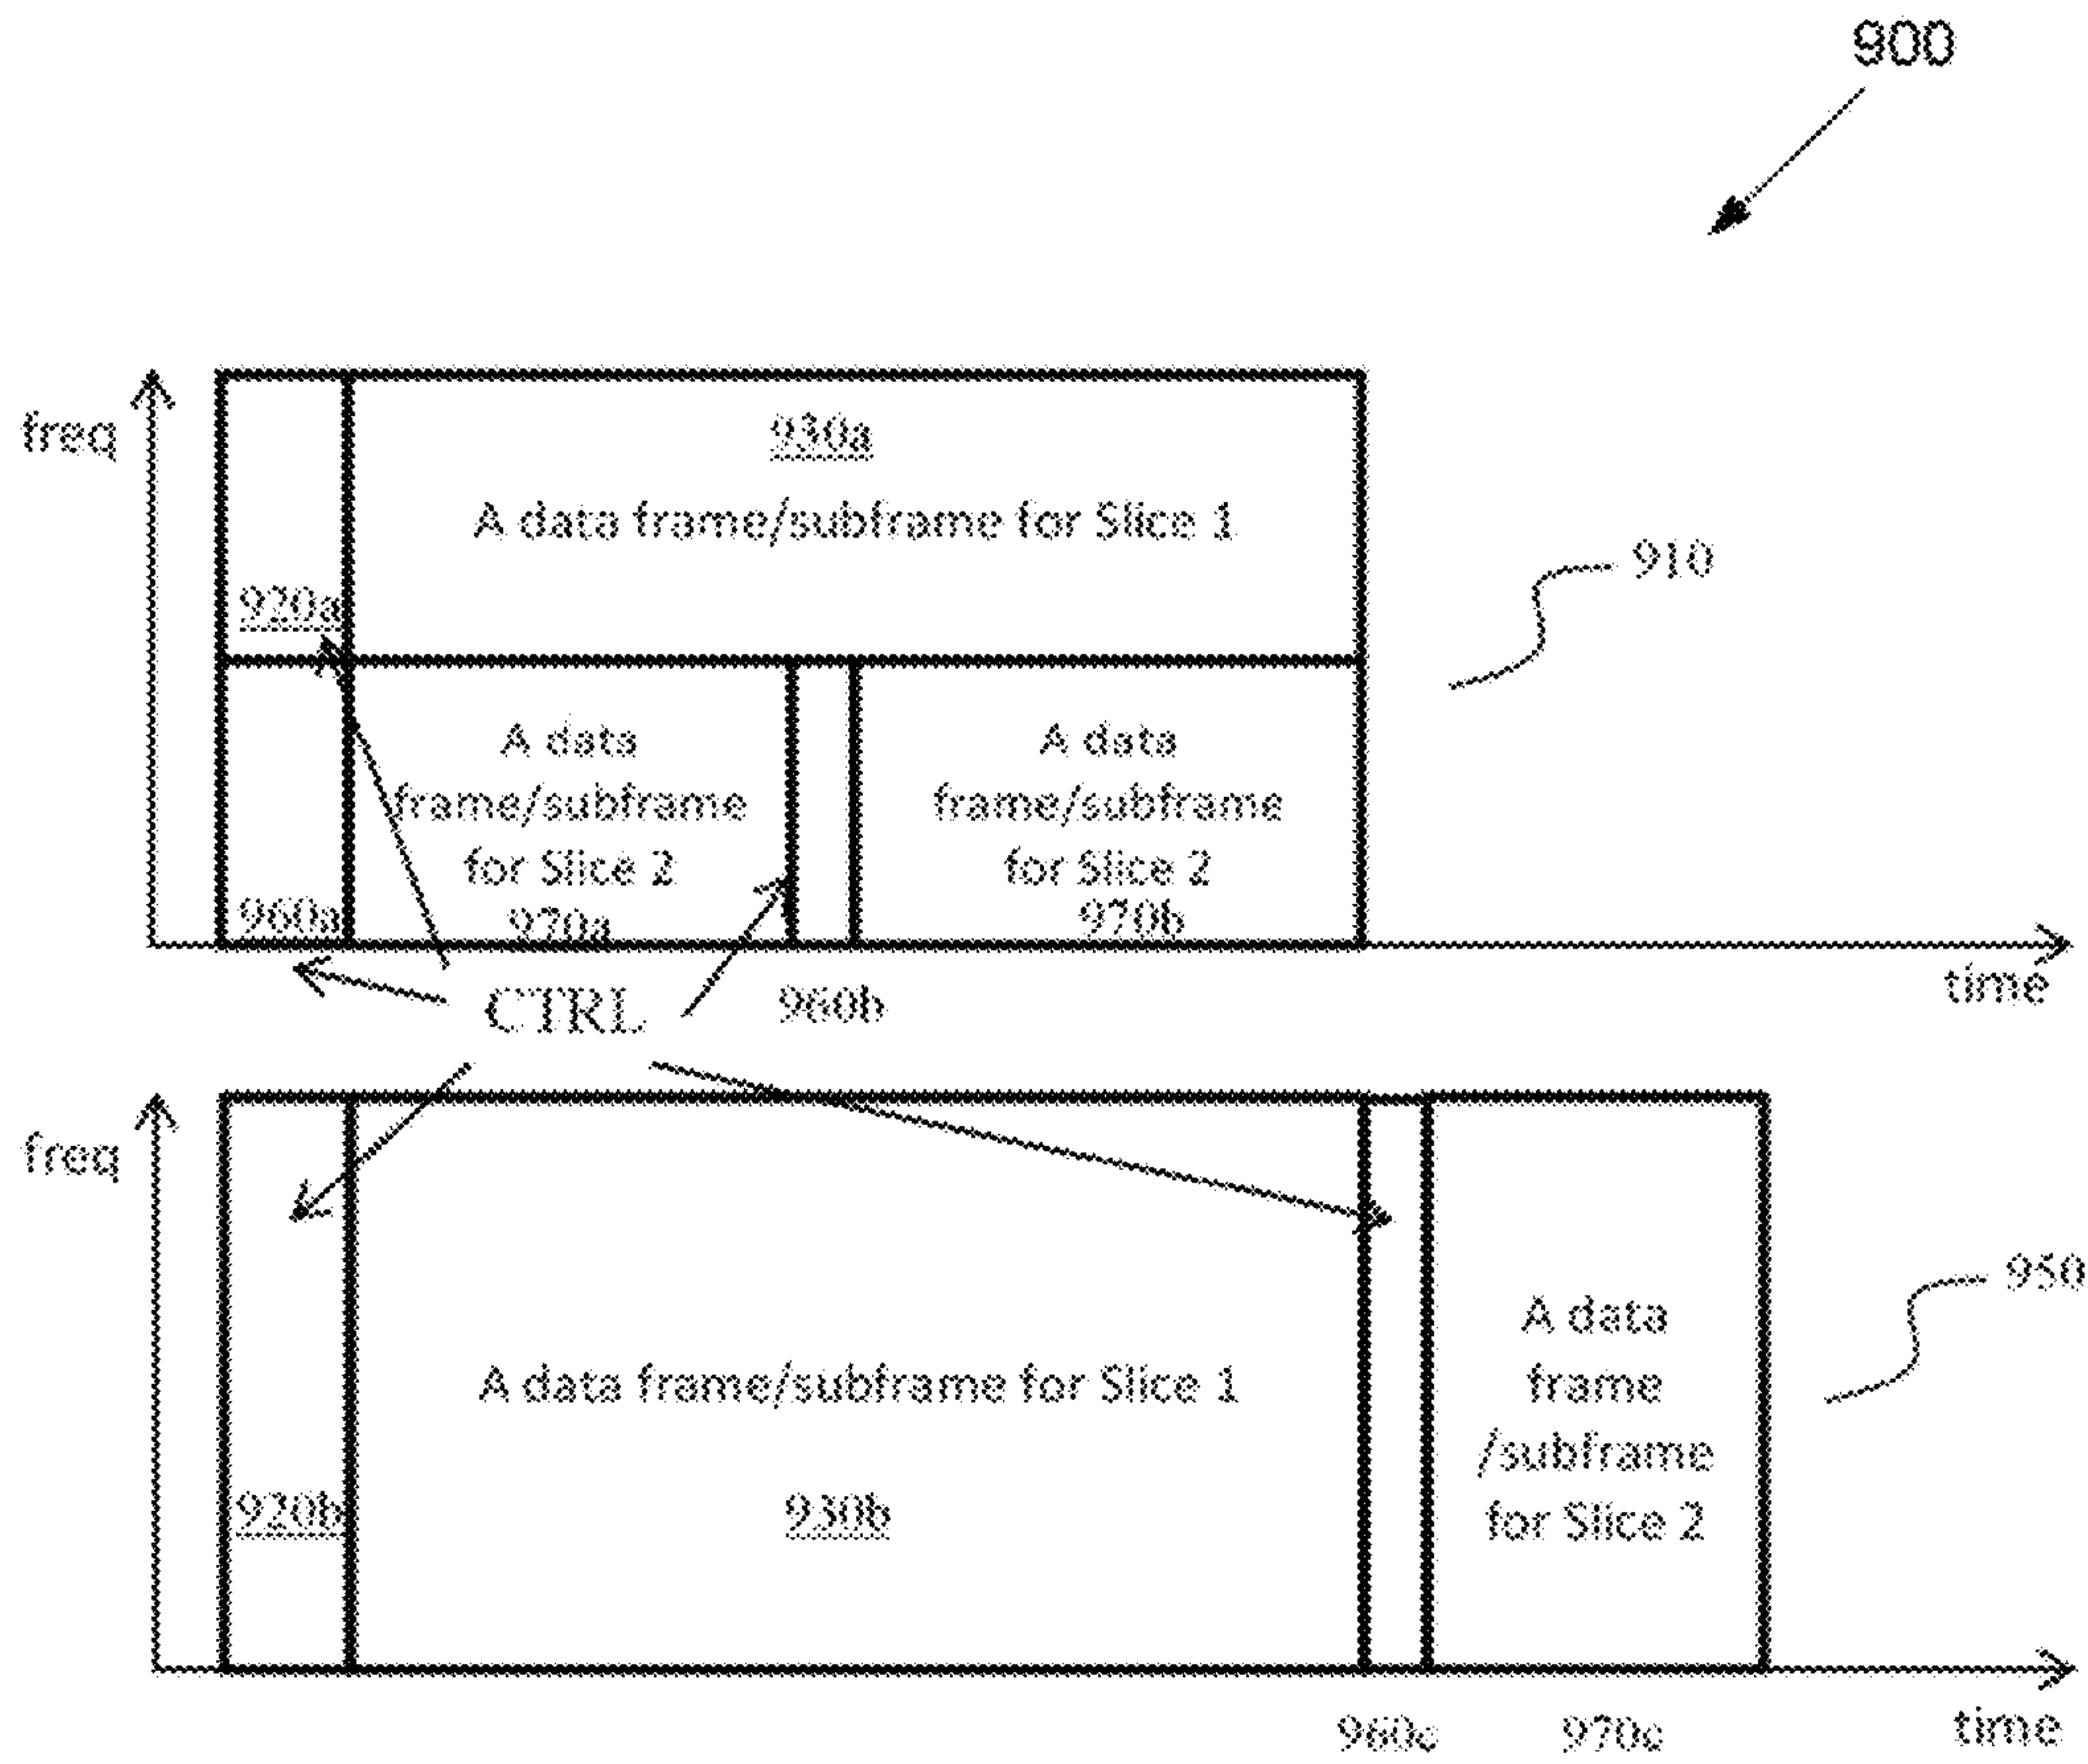 900
freq
930a
A data frame/subframe for Slice 1
910
920a
A data
frame/subframe
for Slice 2
970a
A data
frame/subframe
for Slice 2
970b
960a
time
CTRL
960b
freq
950
A data frame/subframe for Slice 1
930b
920b
A data
frame
/subframe
for Slice 2
960c
970c
time